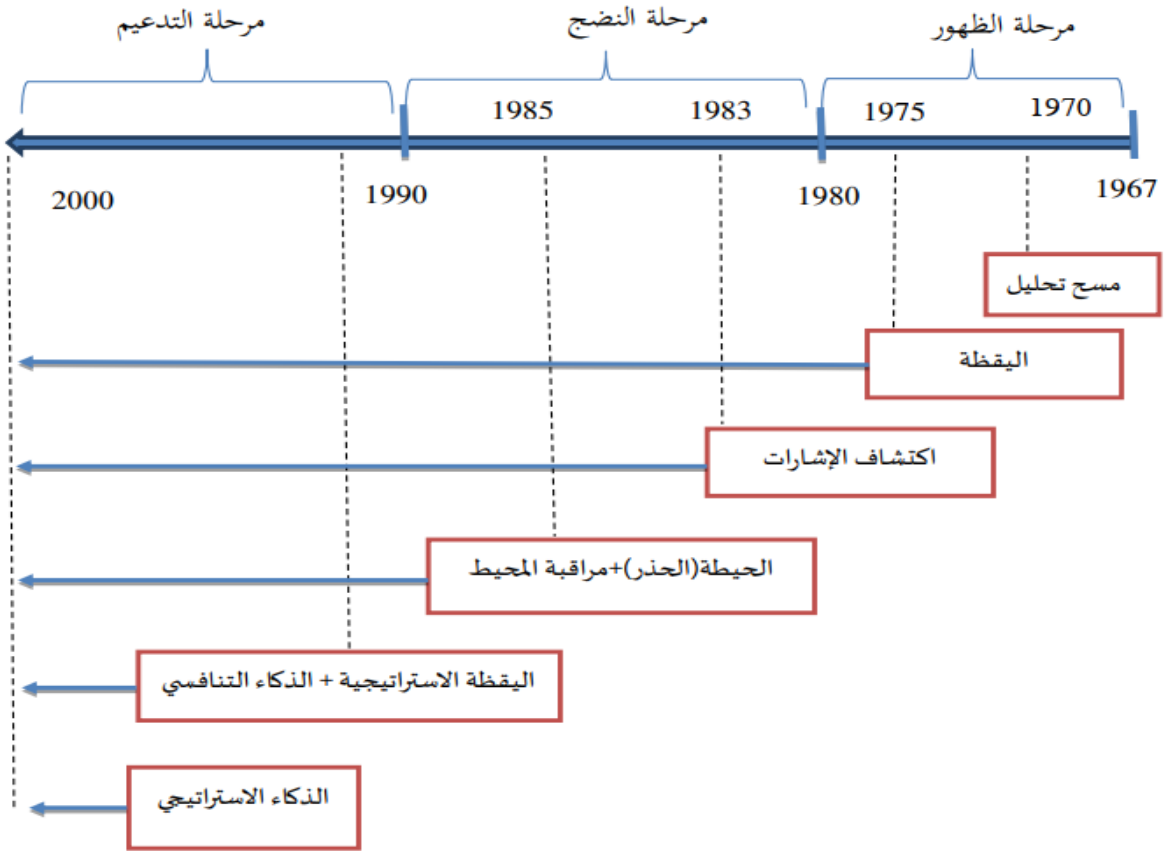 مرحلة الظهور
مرحلة النضج
مرحلة التدعيم
1970
1975
1983
1985
1967
1980
1990
2000
مسح تحليل
اليقظة
اكتشاف الإشارات
الحيطة(الحذر)+مراقبة المحيط
اليقظة الاستراتيجية + الذكاء التنافسي
الذكاء الاستراتيجي